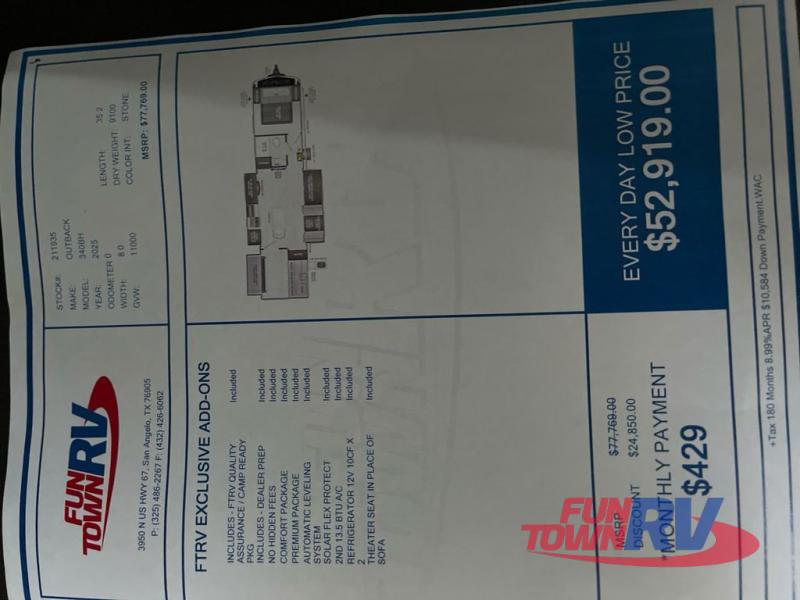 FUN
TOWN RV
3950 N US HWY 67, San Angelo, TX 76905
P: (325) 486-2267 F: (432) 426-6062
STOCK#: 211935
MAKE: OUTBACK
MODEL: 340BH
YEAR: 2025
ODOMETER 0
WIDTH: 8 0
GVW: 11000
LENGTH: 35 2
DRY WEIGHT: 9100
COLOR INT: STONE
MSRP: $77,769.00
FTRV EXCLUSIVE ADD-ONS
INCLUDES - FTRV QUALITY Included
ASSURANCE / CAMP READY
PKG
INCLUDES - DEALER PREP Included
NO HIDDEN FEES Included
COMFORT PACKAGE Included
PREMIUM PACKAGE Included
AUTOMATIC LEVELING Included
SYSTEM
SOLAR FLEX PROTECT Included
2ND 13.5 BTU A/C Included
REFRIGERATOR 12V 10CF X Included
2
THEATER SEAT IN PLACE OF Included
SOFA
MSRP $77,769.00
DISCOUNT $24,850.00
*MONTHLY PAYMENT
$429
EVERY DAY LOW PRICE
$52,919.00
+Tax 180 Months 8.99%APR $10,584 Down Payment.WAC
FUN
TOWN RV